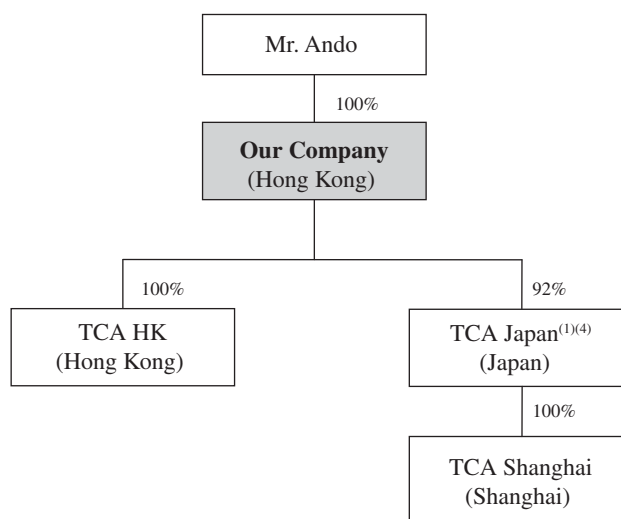 Mr. Ando
100%
Our Company
(Hong Kong)
100%
92%
TCA HK
(Hong Kong)
TCA Japan(1)(4)
(Japan)
100%
TCA Shanghai
(Shanghai)